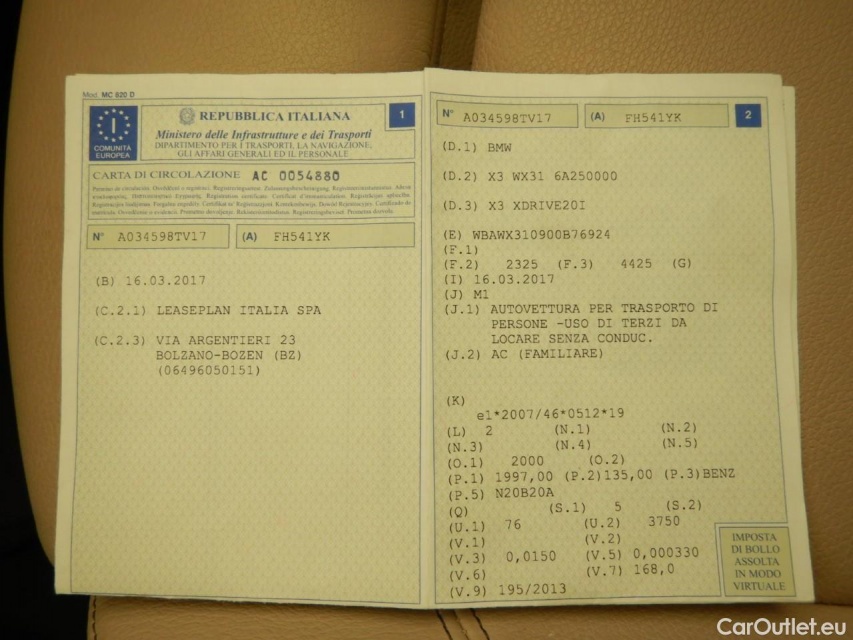 Mod. MC 820 D
COMUNITÀ
EUROPEA
I
REPUBBLICA ITALIANA
1
Ministero delle Infrastrutture e dei Trasporti
DIPARTIMENTO PER I TRASPORTI, LA NAVIGAZIONE,
GLI AFFARI GENERALI ED IL PERSONALE
CARTA DI CIRCOLAZIONE AC 0054880
N° A034598TV17 (A) FH541YK
(B) 16.03.2017
(C.2.1) LEASEPLAN ITALIA SPA
(C.2.3) VIA ARGENTIERI 23
BOLZANO-BOZEN (BZ)
(06496050151)
N° A034598TV17 (A) FH541YK 2
(D.1) BMW
(D.2) X3 WX31 6A250000
(D.3) X3 XDRIVE20I
(E) WBAWX310900B76924
(F.1)
(F.2) 2325 (F.3) 4425 (G)
(I) 16.03.2017
(J) M1
(J.1) AUTOVETTURA PER TRASPORTO DI
PERSONE -USO DI TERZI DA
LOCARE SENZA CONDUC.
(J.2) AC (FAMILIARE)
(K)
e1*2007/46*0512*19
(L) 2 (N.1) (N.2)
(N.3) (N.4) (N.5)
(O.1) 2000 (O.2)
(P.1) 1997,00 (P.2)135,00 (P.3)BENZ
(P.5) N20B20A
(Q) (S.1) 5 (S.2)
(U.1) 76 (U.2) 3750
(V.1) (V.2)
(V.3) 0,0150 (V.5) 0,000330
(V.6) (V.7) 168,0
(V.9) 195/2013
IMPOSTA
DI BOLLO
ASSOLTA
IN MODO
VIRTUALE
CarOutlet.eu